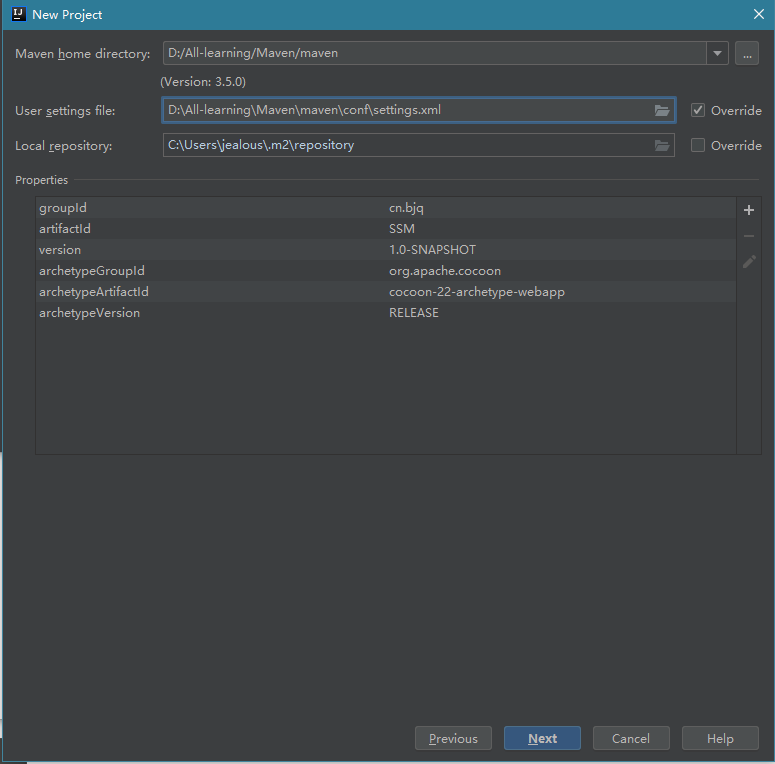 New Project
Maven home directory: D:/All-learning/Maven/maven ...
(Version: 3.5.0)
User settings file: D:\All-learning\Maven\maven\conf\settings.xml Override
Local repository: C:\Users\jealous\.m2\repository Override
Properties
groupId cn.bjq
artifactId SSM
version 1.0-SNAPSHOT
archetypeGroupId org.apache.cocoon
archetypeArtifactId cocoon-22-archetype-webapp
archetypeVersion RELEASE
Previous Next Cancel Help